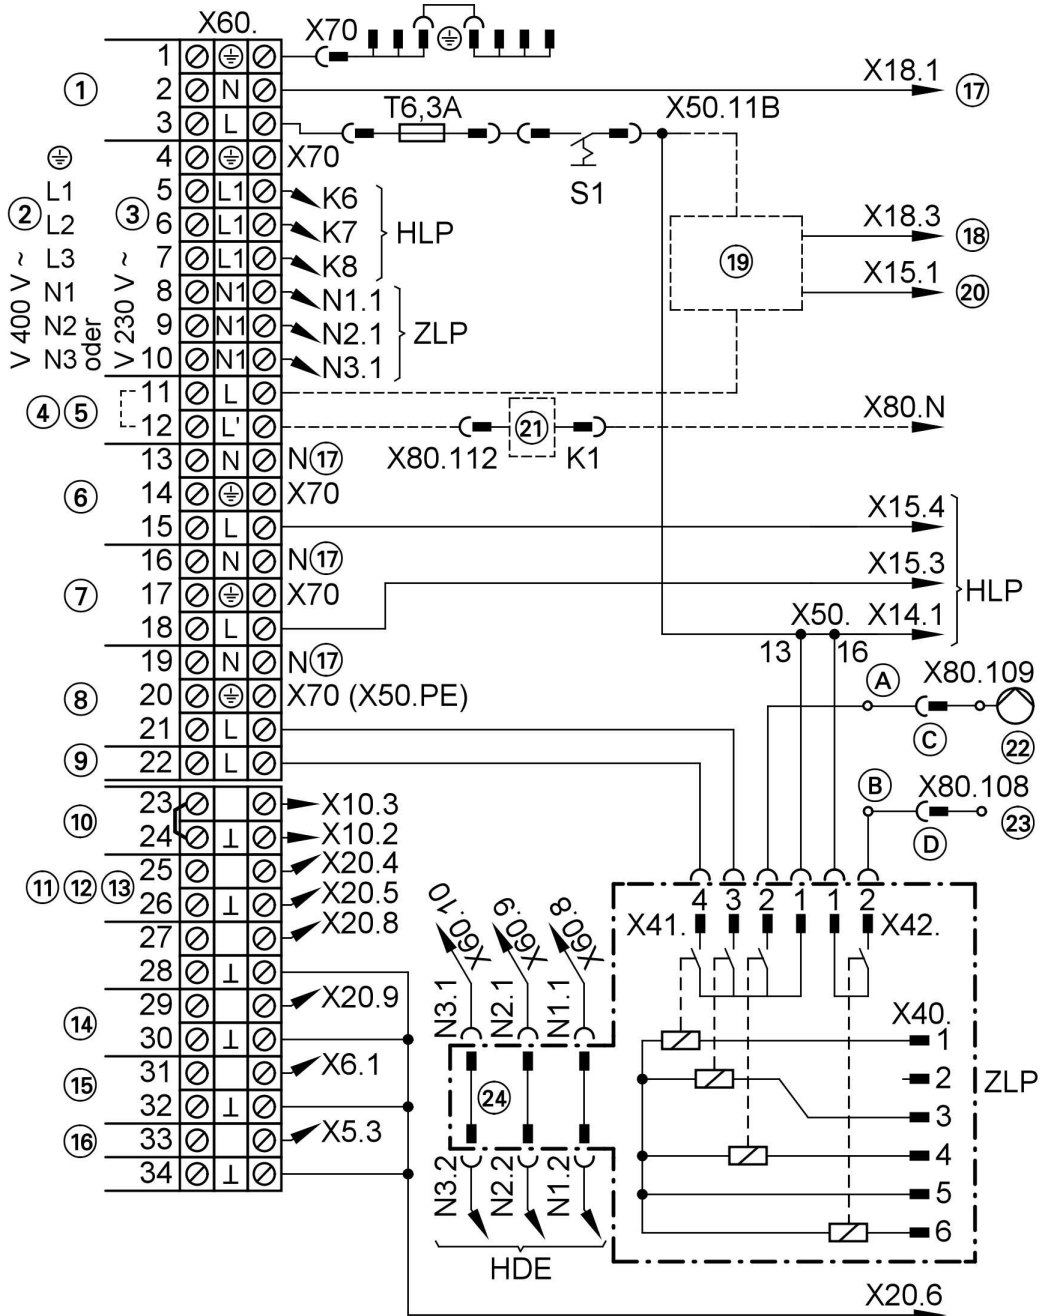 X60.
X70
1
2 N
3 L
4 X70
5 L1 K6
6 L1 K7
7 L1 K8
HLP
8 N1 N1.1
9 N1 N2.1
10 N1 N3.1
ZLP
11 L
12 L'
13 N N 17
14 X70
15 L
16 N N 17
17 X70
18 L
19 N N 17
20 X70 (X50.PE)
21 L
22 L
23 X10.3
24 ⊥ X10.2
25 X20.4
26 ⊥ X20.5
27 X20.8
28 ⊥
29 X20.9
30 ⊥
31 X6.1
32 ⊥
33 X5.3
34 ⊥
1
2
L1
L2
L3
N1
N2
N3
V 400 V ~
oder
3
V 230 V ~
4 5
6
7
8
9
10
11 12 13
14
15
16
T6,3A
S1
X50.11B
X18.1 17
X18.3 18
19
X15.1 20
X80.N
X80.112
21
K1
X15.4
X15.3
X50. X14.1
HLP
13 16
A
X80.109
C
22
B
X80.108
D
23
4 3 2 1 1 2
X41. X42.
X40.
1
2
3
4
5
6
ZLP
X60.10
X60.9
X60.8
N3.1
N2.1
N1.1
24
N3.2
N2.2
N1.2
HDE
X20.6